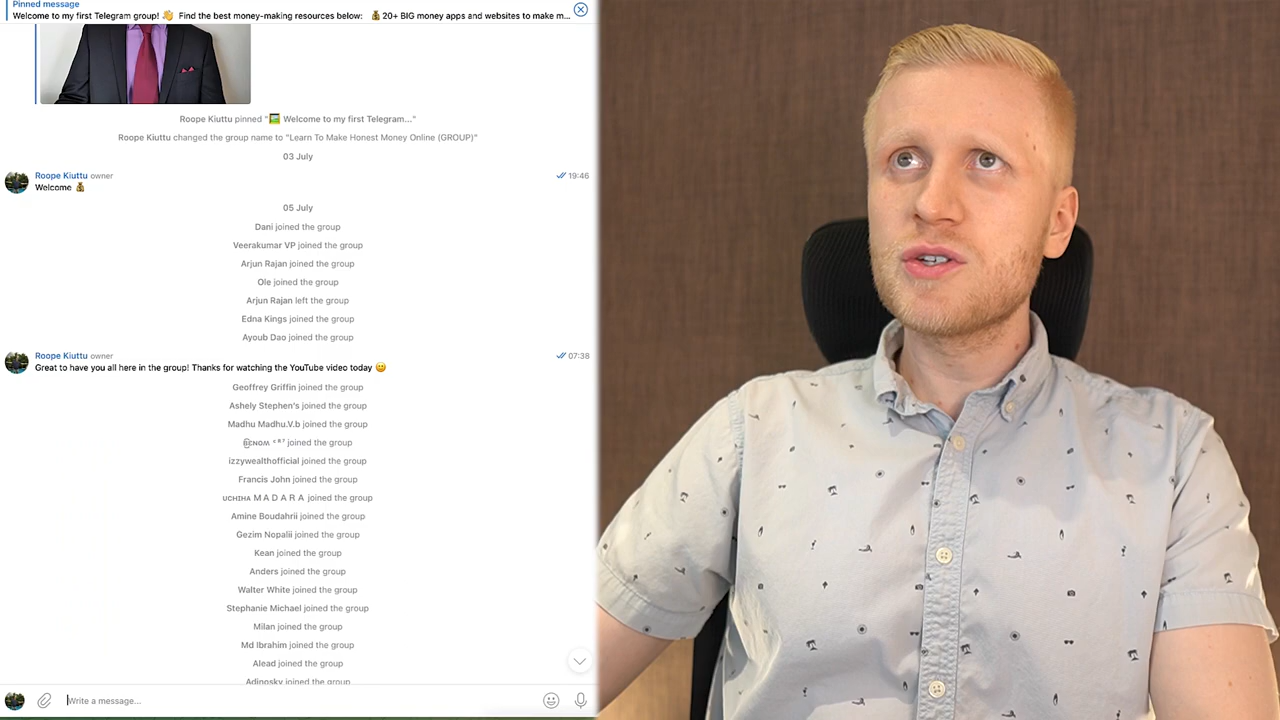 Pinned message
Welcome to my first Telegram group! 👋 Find the best money-making resources below: 💰 20+ BIG money apps and websites to make m...
Roope Kiuttu pinned "🖼 Welcome to my first Telegram..."
Roope Kiuttu changed the group name to "Learn To Make Honest Money Online (GROUP)"
03 July
Roope Kiuttu owner 19:46
Welcome 💰
05 July
Dani joined the group
Veerakumar VP joined the group
Arjun Rajan joined the group
Ole joined the group
Arjun Rajan left the group
Edna Kings joined the group
Ayoub Dao joined the group
Roope Kiuttu owner 07:38
Great to have you all here in the group! Thanks for watching the YouTube video today 🙂
Geoffrey Griffin joined the group
Ashely Stephen's joined the group
Madhu Madhu.V.b joined the group
joined the group
izzywealthofficial joined the group
Francis John joined the group
ᴜᴄʜɪʜᴀ M A D A R A joined the group
Amine Boudahrii joined the group
Gezim Nopalii joined the group
Kean joined the group
Anders joined the group
Walter White joined the group
Stephanie Michael joined the group
Milan joined the group
Md Ibrahim joined the group
Alead joined the group
Adinosky joined the group
Write a message...